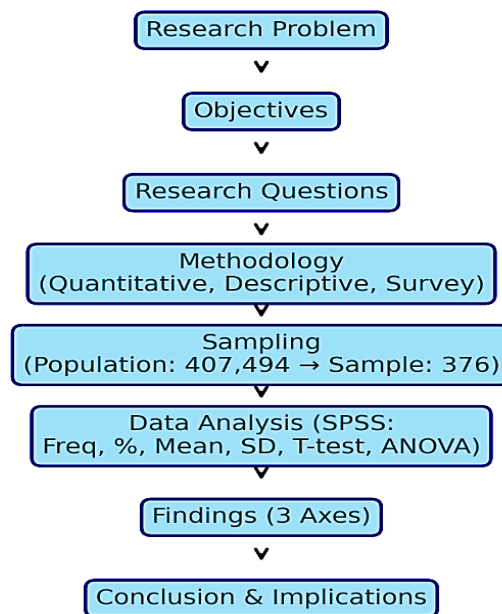 Research Problem
Objectives
Research Questions
Methodology
(Quantitative, Descriptive, Survey)
Sampling
(Population: 407,494 → Sample: 376)
Data Analysis (SPSS:
Freq, %, Mean, SD, T-test, ANOVA)
Findings (3 Axes)
Conclusion & Implications